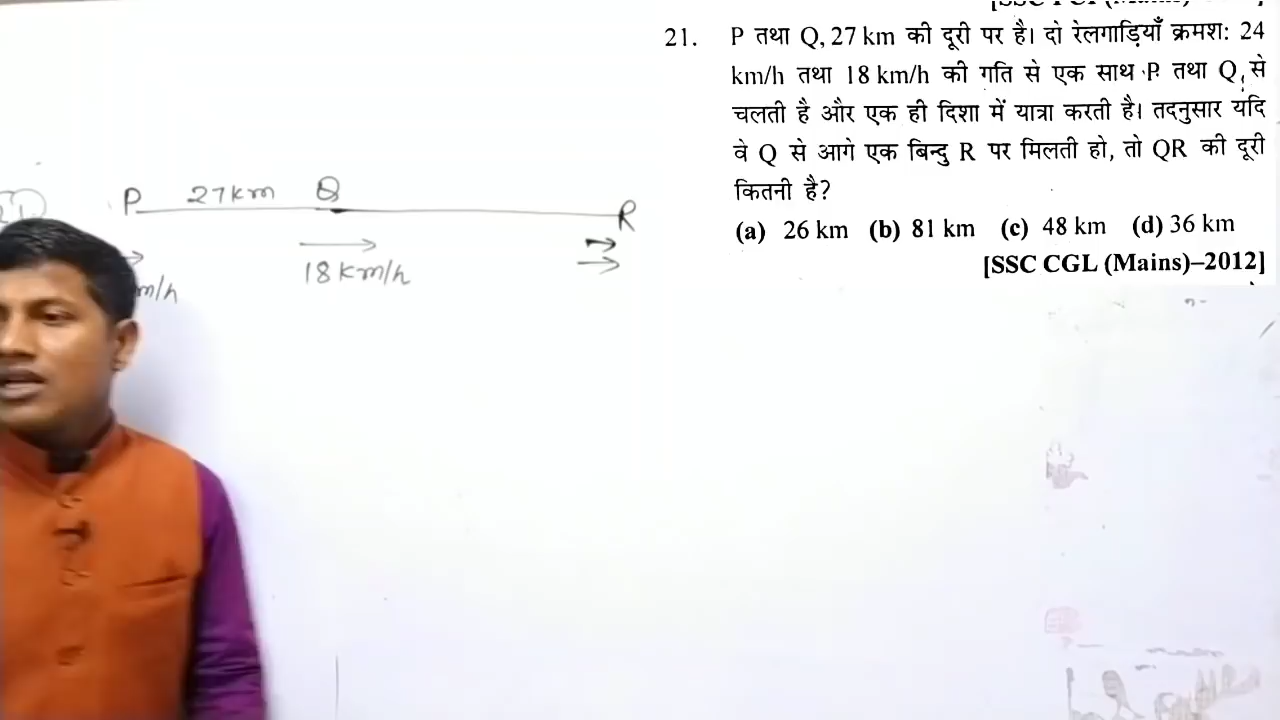 21. P तथा Q, 27 km की दूरी पर है। दो रेलगाड़ियाँ क्रमश: 24
km/h तथा 18 km/h की गति से एक साथ P तथा Q से
चलती है और एक ही दिशा में यात्रा करती है। तदनुसार यदि
वे Q से आगे एक बिन्दु R पर मिलती हो, तो QR की दूरी
कितनी है?
(a) 26 km (b) 81 km (c) 48 km (d) 36 km
[SSC CGL (Mains)–2012]
P 27km Q R
18km/h
m/h